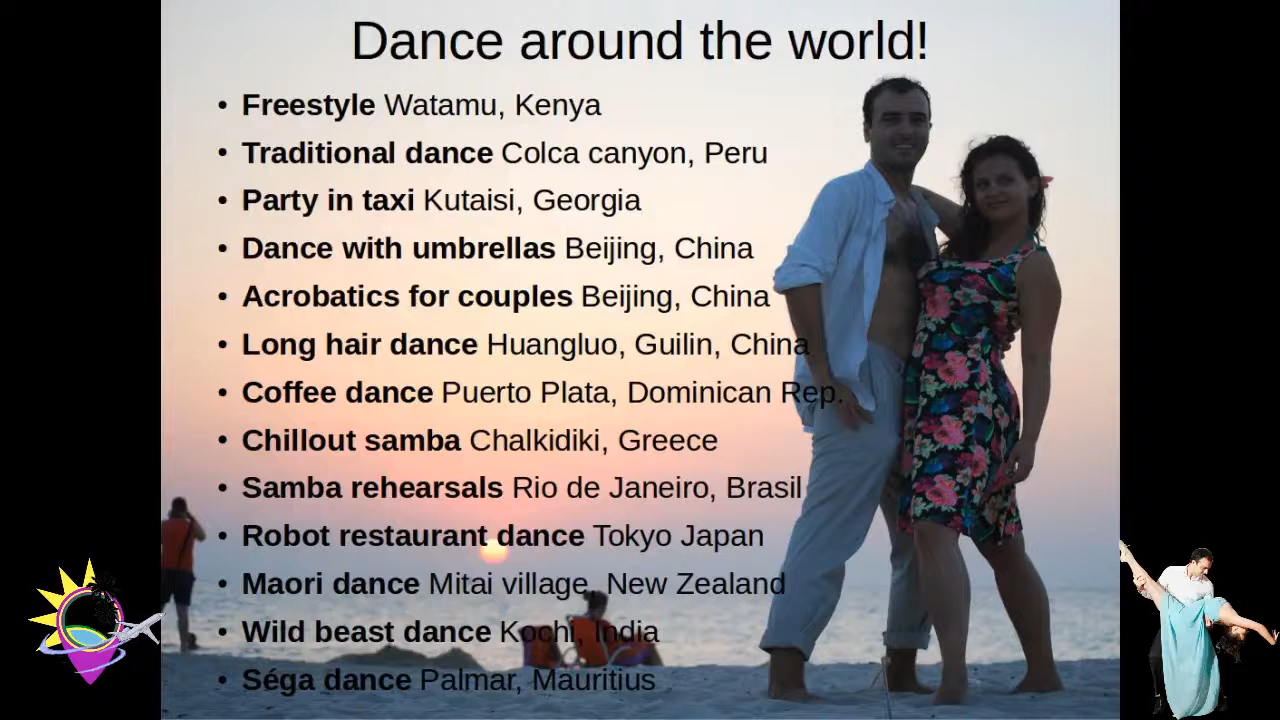 Dance around the world!
• Freestyle Watamu, Kenya
• Traditional dance Colca canyon, Peru
• Party in taxi Kutaisi, Georgia
• Dance with umbrellas Beijing, China
• Acrobatics for couples Beijing, China
• Long hair dance Huangluo, Guilin, China
• Coffee dance Puerto Plata, Dominican Rep.
• Chillout samba Chalkidiki, Greece
• Samba rehearsals Rio de Janeiro, Brasil
• Robot restaurant dance Tokyo Japan
• Maori dance Mitai village, New Zealand
• Wild beast dance Kochi, India
• Séga dance Palmar, Mauritius